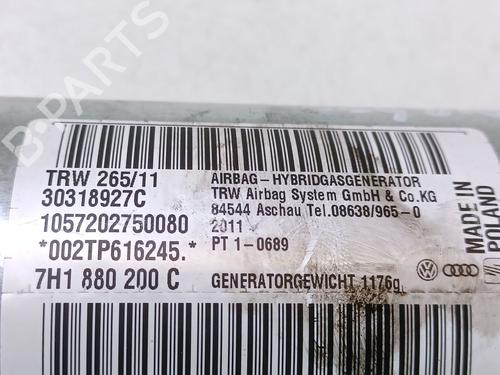 B-PARTS
TRW 265/11
30318927C
1057202750080
*002TP616245.*
7H1 880 200 C
AIRBAG-HYBRIDGASGENERATOR
TRW Airbag System GmbH & Co.KG
84544 Aschau Tel.08638/965-0
2011
PT 1-0689
GENERATORGEWICHT 1176g
MADE IN
POLAND